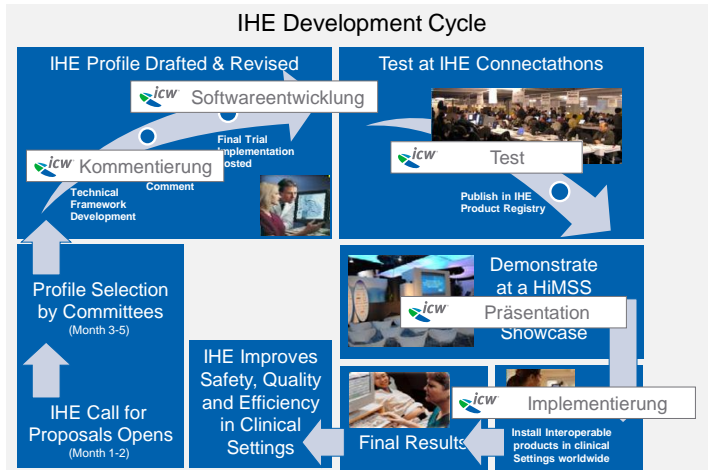 IHE Development Cycle
IHE Profile Drafted & Revised
icw Softwareentwicklung
Final Trial
Implementation
icw Kommentierung
Comment
Technical
Framework
Development
Test at IHE Connectathons
icw Test
Publish in IHE
Product Registry
Profile Selection
by Committees
(Month 3-5)
IHE Call for
Proposals Opens
(Month 1-2)
Demonstrate
at a HiMSS
icw Präsentation
Showcase
IHE Improves
Safety, Quality
and Efficiency
in Clinical
Settings
Final Results
icw Implementierung
Install Interoperable
products in clinical
Settings worldwide